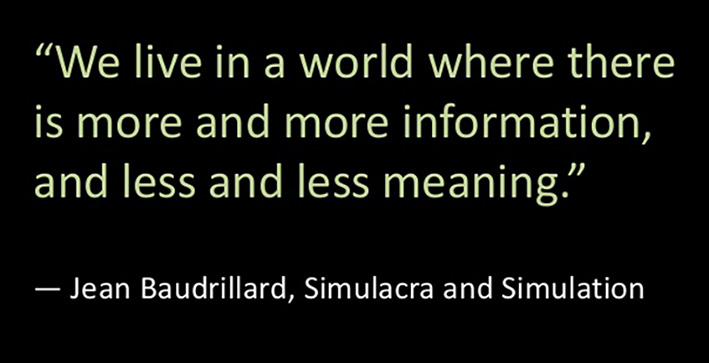 “We live in a world where there
is more and more information,
and less and less meaning.”
— Jean Baudrillard, Simulacra and Simulation